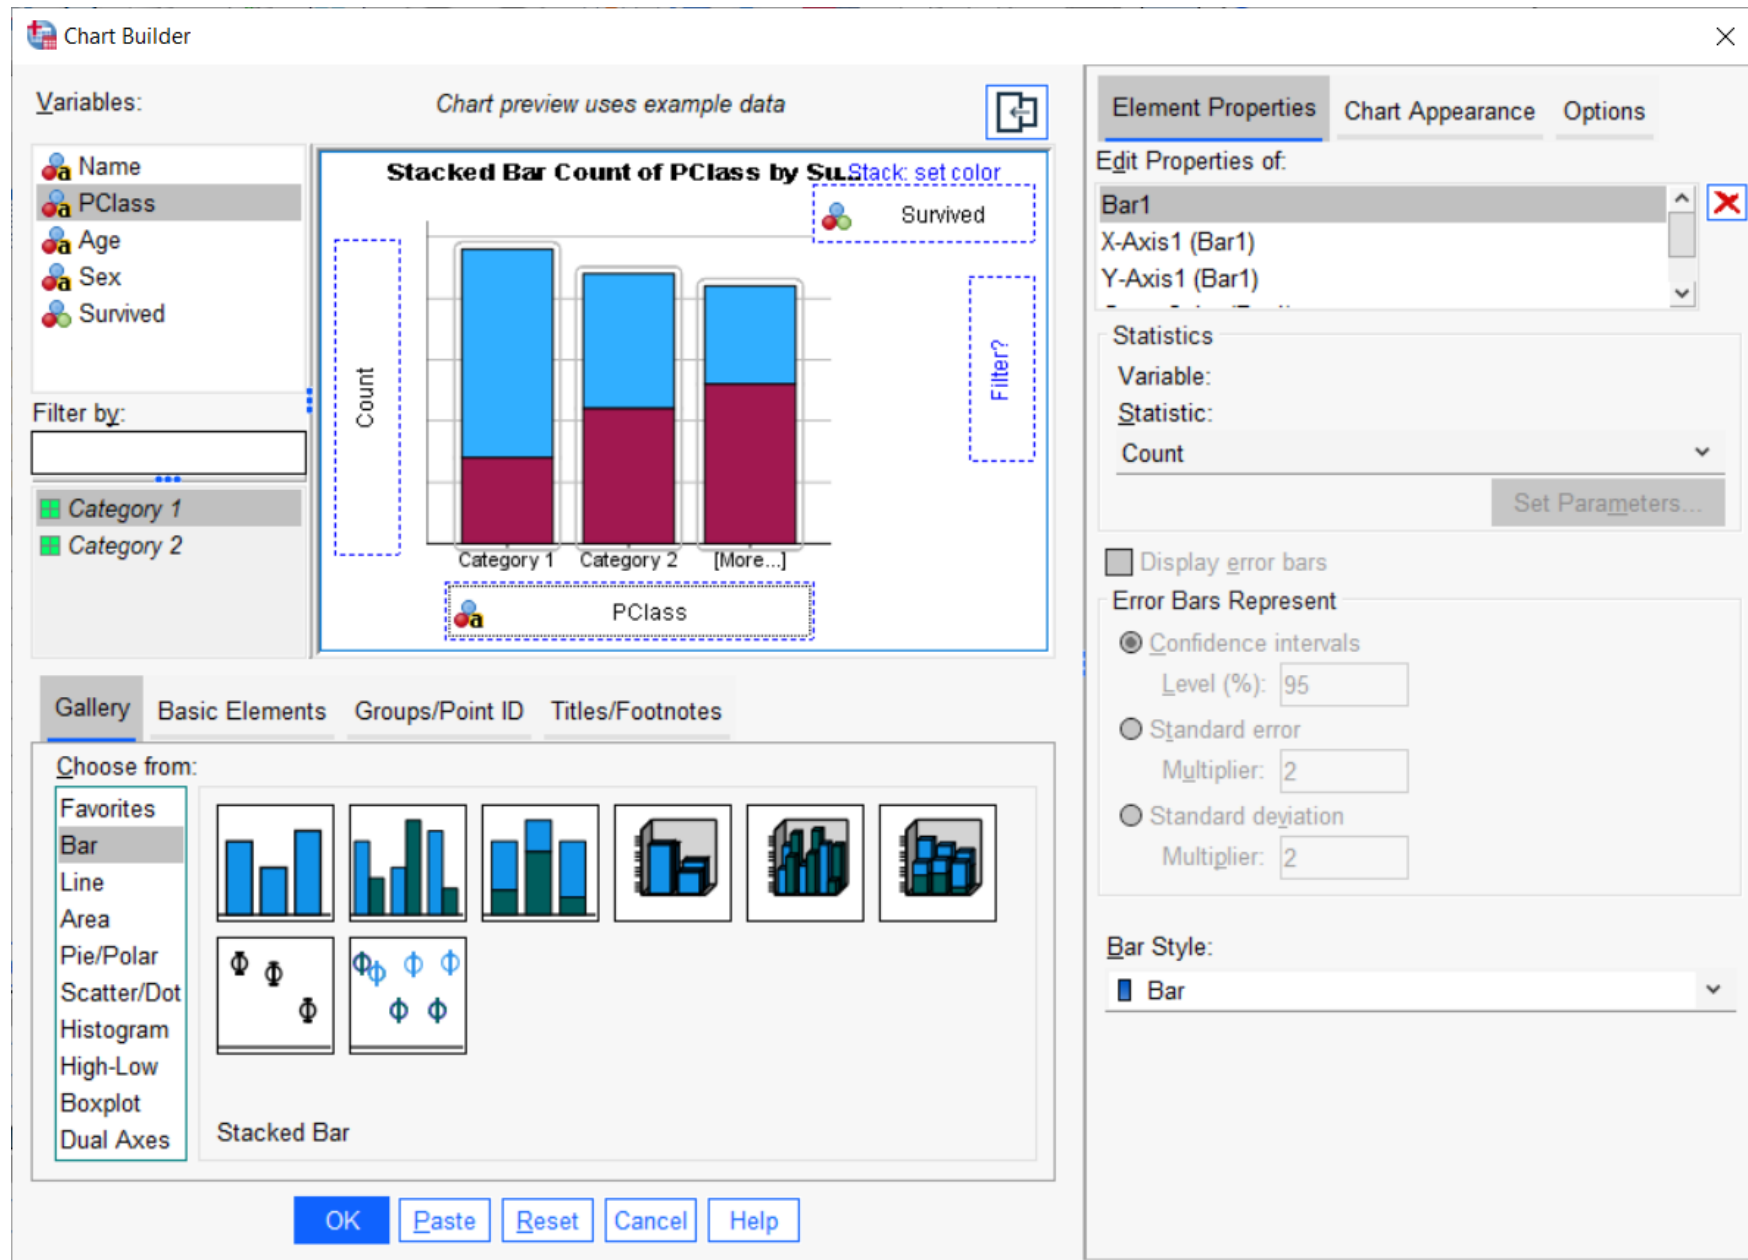 Chart Builder
Variables:
Chart preview uses example data
Name
PClass
Age
Sex
Survived
Filter by:
Category 1
Category 2
Stacked Bar Count of PClass by Su...
Stack: set color
Survived
Count
Filter?
Category 1 Category 2 [More...]
PClass
Gallery Basic Elements Groups/Point ID Titles/Footnotes
Choose from:
Favorites
Bar
Line
Area
Pie/Polar
Scatter/Dot
Histogram
High-Low
Boxplot
Dual Axes
Stacked Bar
OK Paste Reset Cancel Help
Element Properties Chart Appearance Options
Edit Properties of:
Bar1
X-Axis1 (Bar1)
Y-Axis1 (Bar1)
Statistics
Variable:
Statistic:
Count
Set Parameters...
Display error bars
Error Bars Represent
Confidence intervals
Level (%): 95
Standard error
Multiplier: 2
Standard deviation
Multiplier: 2
Bar Style:
Bar